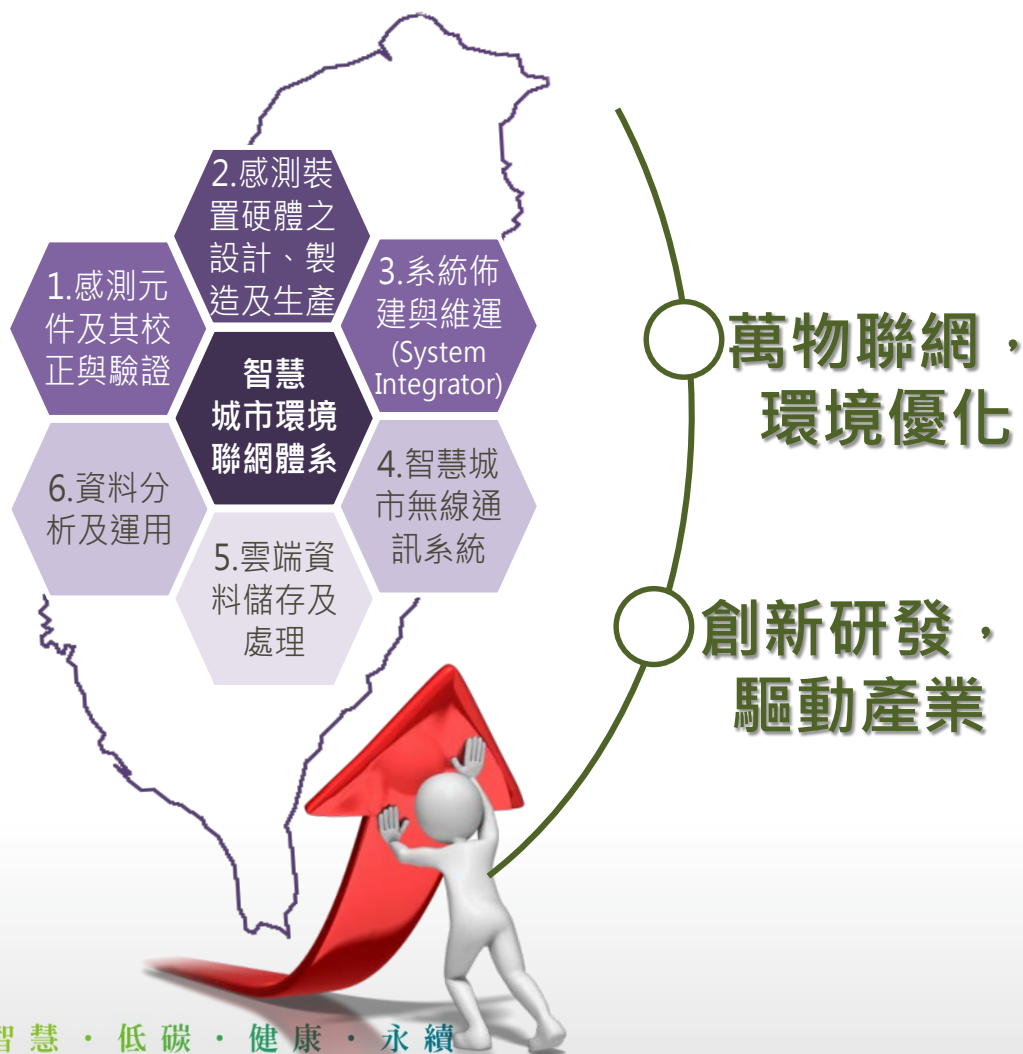 2.感測裝
置硬體之
設計、製
造及生產
1.感測元
件及其校
正與驗證
3.系統佈
建與維運
(System
Integrator)
智慧
城市環境
聯網體系
6.資料分
析及運用
4.智慧城
市無線通
訊系統
5.雲端資
料儲存及
處理
萬物聯網，
環境優化
創新研發，
驅動產業
智慧・低碳・健康・永續